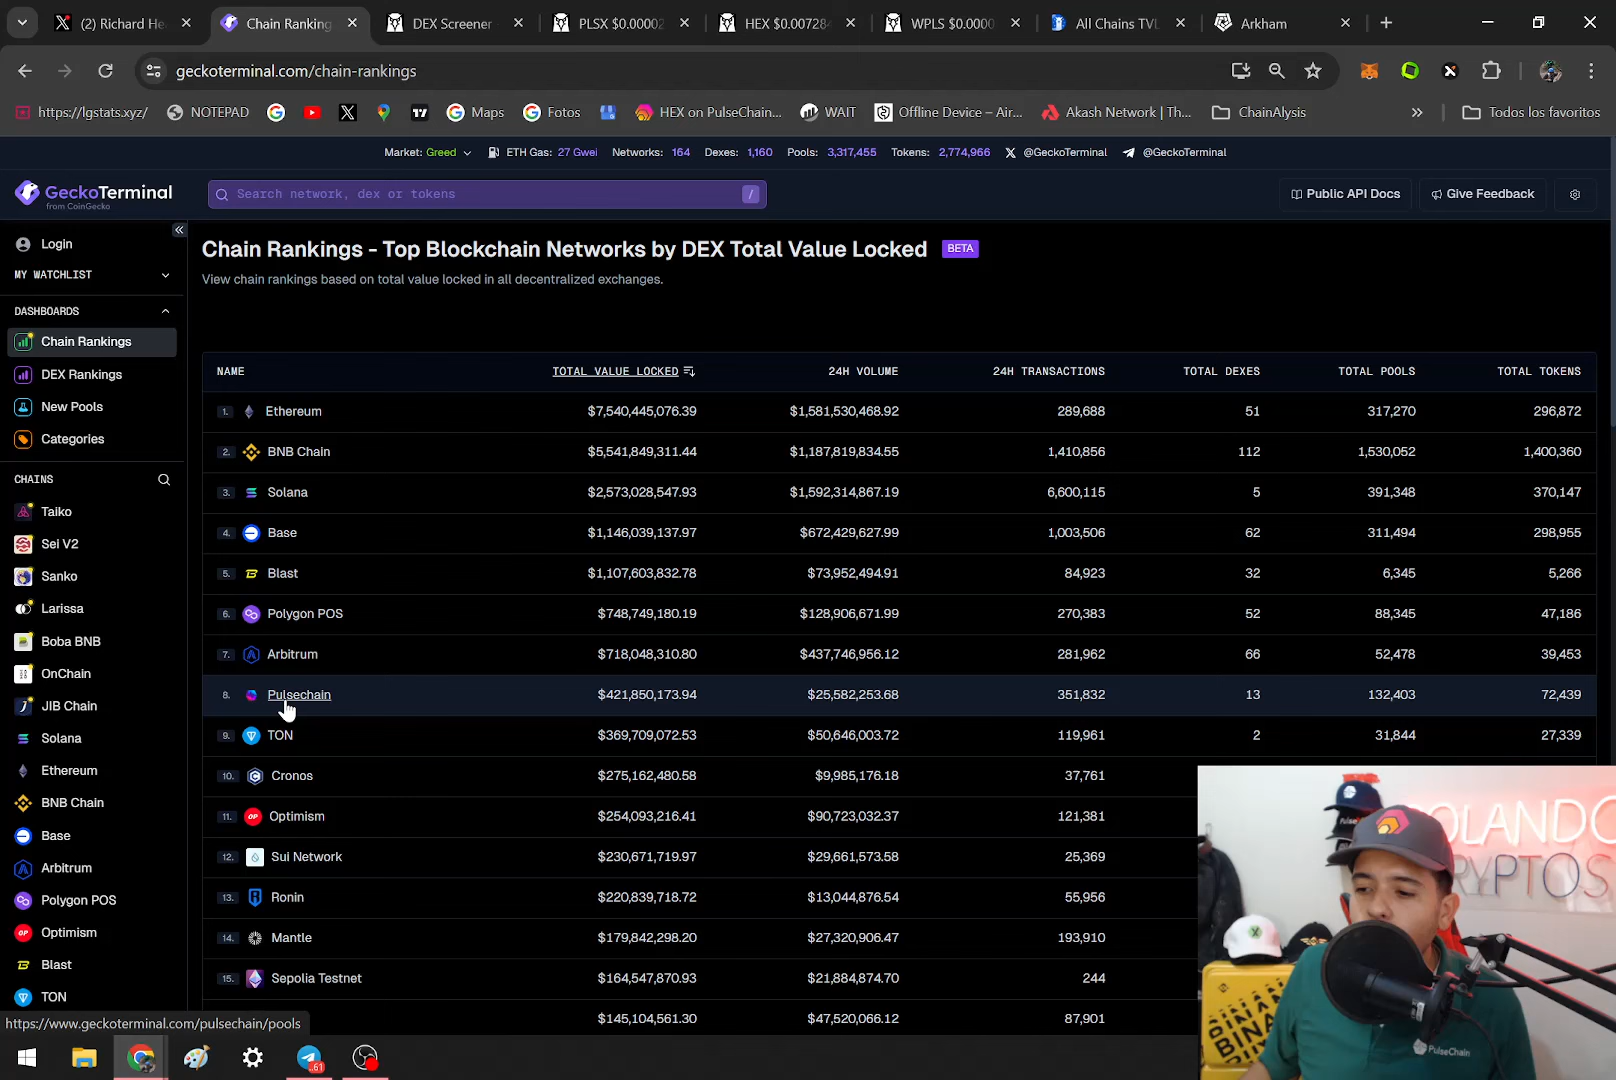 (2) Richard He
Chain Ranking
DEX Screener
PLSX $0.00002
HEX $0.007284
WPLS $0.0000
All Chains TVL
Arkham
geckoterminal.com/chain-rankings
https://lgstats.xyz/
NOTEPAD
Maps
Fotos
HEX on PulseChain...
WAIT
Offline Device – Air...
Akash Network | Th...
ChainAlysis
Todos los favoritos
Market: Greed
ETH Gas: 27 Gwei
Networks: 164
Dexes: 1,160
Pools: 3,317,455
Tokens: 2,774,966
@GeckoTerminal
@GeckoTerminal
GeckoTerminal
from CoinGecko
Search network, dex or tokens
/
Public API Docs
Give Feedback
Login
MY WATCHLIST
DASHBOARDS
Chain Rankings
DEX Rankings
New Pools
Categories
CHAINS
Taiko
Sei V2
Sanko
Larissa
Boba BNB
OnChain
JIB Chain
Solana
Ethereum
BNB Chain
Base
Arbitrum
Polygon POS
Optimism
Blast
TON
Chain Rankings - Top Blockchain Networks by DEX Total Value Locked BETA
View chain rankings based on total value locked in all decentralized exchanges.
NAME TOTAL VALUE LOCKED 24H VOLUME 24H TRANSACTIONS TOTAL DEXES TOTAL POOLS TOTAL TOKENS
1. Ethereum $7,540,445,076.39 $1,581,530,468.92 289,688 51 317,270 296,872
2. BNB Chain $5,541,849,311.44 $1,187,819,834.55 1,410,856 112 1,530,052 1,400,360
3. Solana $2,573,028,547.93 $1,592,314,867.19 6,600,115 5 391,348 370,147
4. Base $1,146,039,137.97 $672,429,627.99 1,003,506 62 311,494 298,955
5. Blast $1,107,603,832.78 $73,952,494.91 84,923 32 6,345 5,266
6. Polygon POS $748,749,180.19 $128,906,671.99 270,383 52 88,345 47,186
7. Arbitrum $718,048,310.80 $437,746,956.12 281,962 66 52,478 39,453
8. Pulsechain $421,850,173.94 $25,582,253.68 351,832 13 132,403 72,439
9. TON $369,709,072.53 $50,646,003.72 119,961 2 31,844 27,339
10. Cronos $275,162,480.58 $9,985,176.18 37,761
11. OP Optimism $254,093,216.41 $90,723,032.37 121,381
12. Sui Network $230,671,719.97 $29,661,573.58 25,369
13. Ronin $220,839,718.72 $13,044,876.54 55,956
14. Mantle $179,842,298.20 $27,320,906.47 193,910
15. Sepolia Testnet $164,547,870.93 $21,884,874.70 244
$145,104,561.30 $47,520,066.12 87,901
https://www.geckoterminal.com/pulsechain/pools
OLANDO
RYPTOS
PulseChain